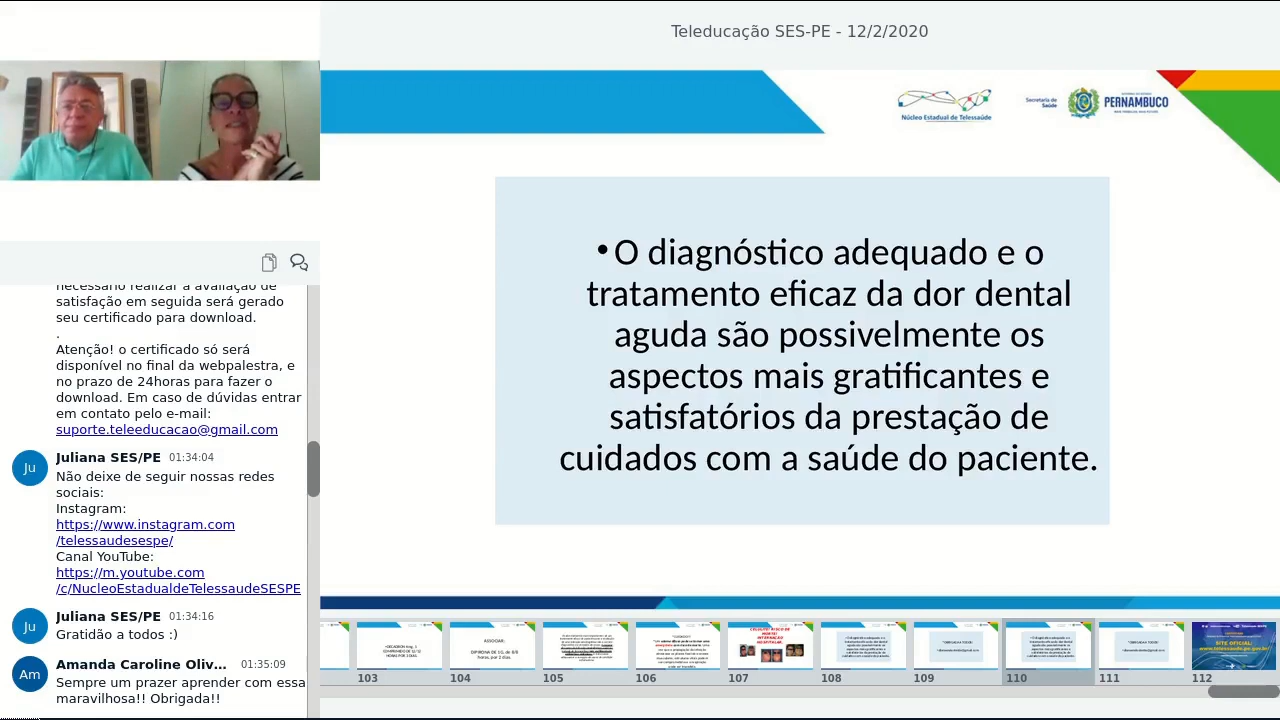 Teleducação SES-PE - 12/2/2020
Núcleo Estadual de Telessaúde
Secretaria de
Saúde
PERNAMBUCO
•O diagnóstico adequado e o
tratamento eficaz da dor dental
aguda são possivelmente os
aspectos mais gratificantes e
satisfatórios da prestação de
cuidados com a saúde do paciente.
necessário realizar a avaliação de
satisfação em seguida será gerado
seu certificado para download.
.
Atenção! o certificado só será
disponível no final da webpalestra, e
no prazo de 24horas para fazer o
download. Em caso de dúvidas entrar
em contato pelo e-mail:
suporte.teleeducacao@gmail.com
Ju
Juliana SES/PE 01:34:04
Não deixe de seguir nossas redes
sociais:
Instagram:
https://www.instagram.com
/telessaudesespe/
Canal YouTube:
https://m.youtube.com
/c/NucleoEstadualdeTelessaudeSESPE
Ju
Juliana SES/PE 01:34:16
Gratidão a todos :)
Am
Amanda Caroline Oliv... 01:35:09
Sempre um prazer aprender com essa
maravilhosa!! Obrigada!!
103 104 105 106 107 108 109 110 111 112